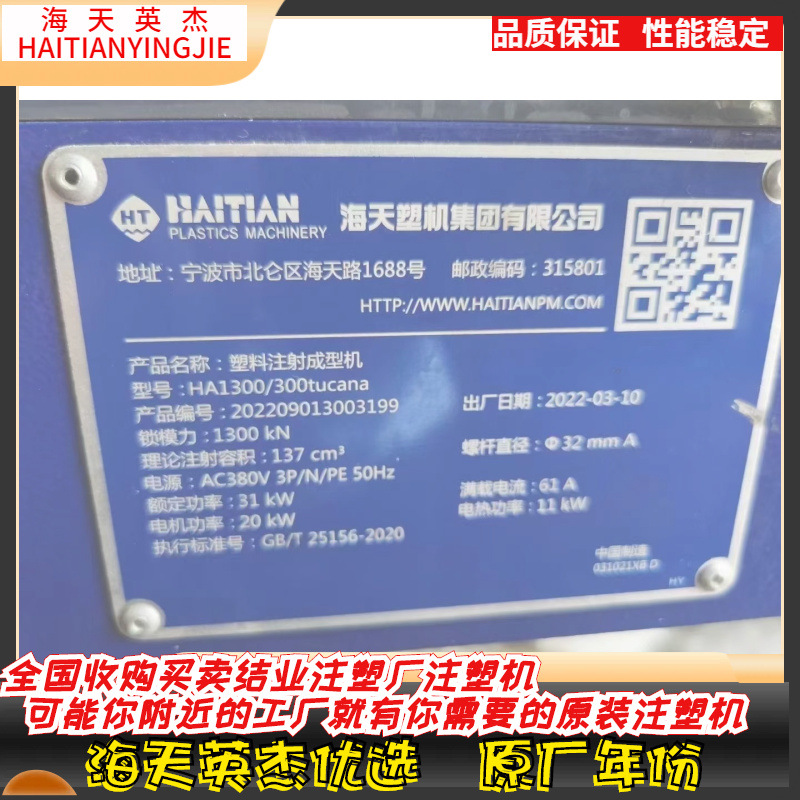 海天英杰
HAITIANYINGJIE
品质保证 性能稳定
HT HAITIAN
PLASTICS MACHINERY
海天塑机集团有限公司
地址：宁波市北仑区海天路1688号 邮政编码：315801
HTTP://WWW.HAITIANPM.COM
产品名称：塑料注射成型机
型号：HA1300/300tucana
产品编号：202209013003199 出厂日期：2022-03-10
锁模力：1300 kN
理论注射容积：137 cm³ 螺杆直径：Φ32 mm A
电源：AC380V 3P/N/PE 50Hz
额定功率：31 kW 满载电流：61 A
电机功率：20 kW 电热功率：11 kW
执行标准号：GB/T 25156-2020
中国制造
031021XB D
HY
全国收购买卖结业注塑厂注塑机
可能你附近的工厂就有你需要的原装注塑机
海天英杰优选 原厂年份